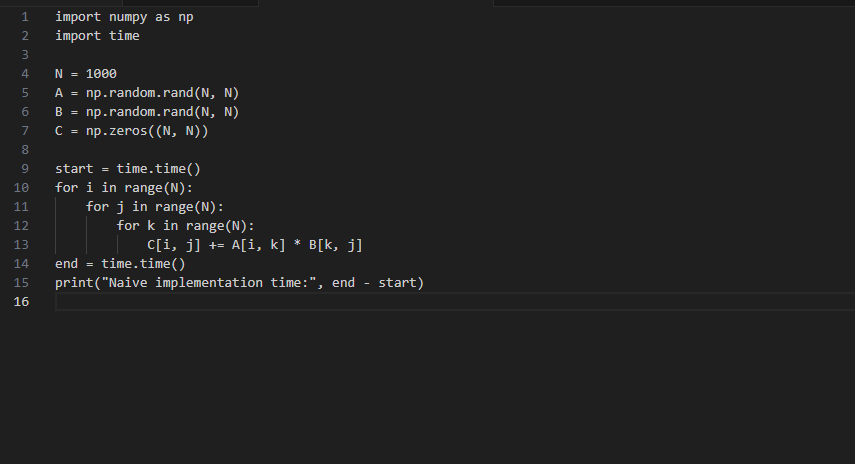 1 import numpy as np
2 import time
3
4 N = 1000
5 A = np.random.rand(N, N)
6 B = np.random.rand(N, N)
7 C = np.zeros((N, N))
8
9 start = time.time()
10 for i in range(N):
11     for j in range(N):
12         for k in range(N):
13             C[i, j] += A[i, k] * B[k, j]
14 end = time.time()
15 print("Naive implementation time:", end - start)
16